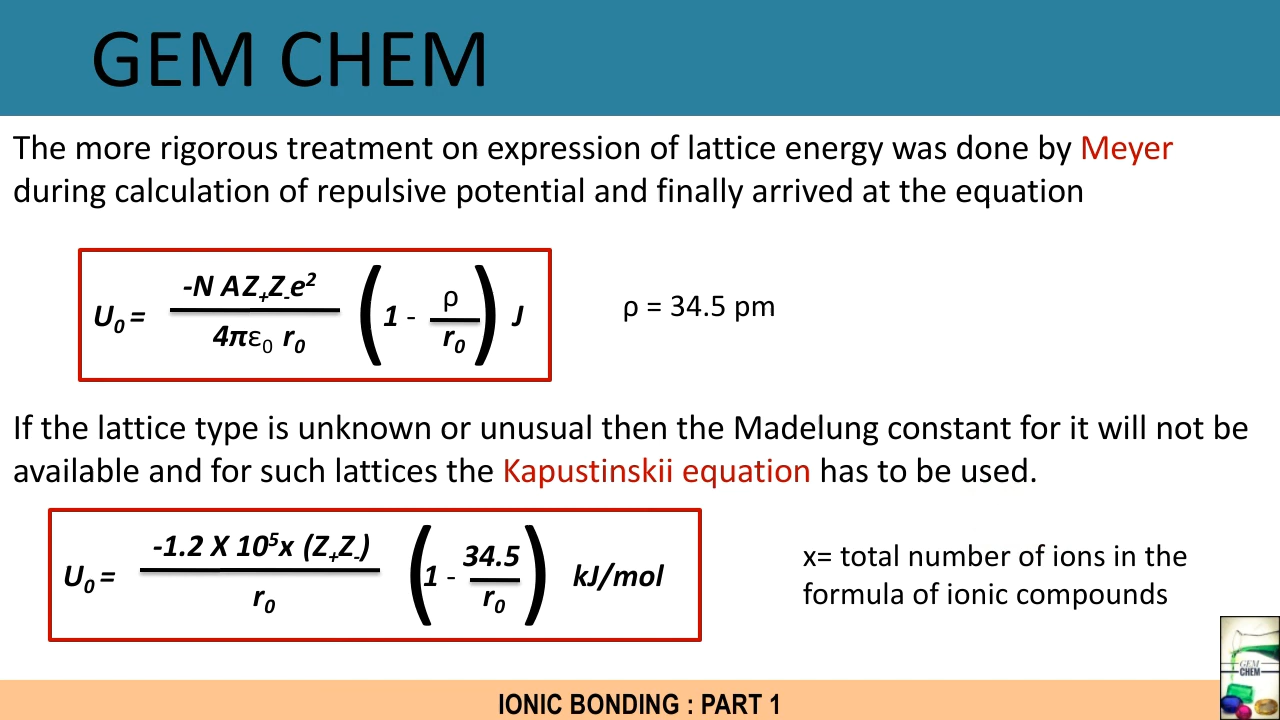 GEM CHEM
The more rigorous treatment on expression of lattice energy was done by Meyer
during calculation of repulsive potential and finally arrived at the equation
U₀ = -N AZ₊Z₋e² / 4πε₀ r₀ (1 - ρ / r₀) J
ρ = 34.5 pm
If the lattice type is unknown or unusual then the Madelung constant for it will not be
available and for such lattices the Kapustinskii equation has to be used.
U₀ = -1.2 X 10⁵x (Z₊Z₋) / r₀ (1 - 34.5 / r₀) kJ/mol
x= total number of ions in the
formula of ionic compounds
GEM
CHEM
IONIC BONDING : PART 1